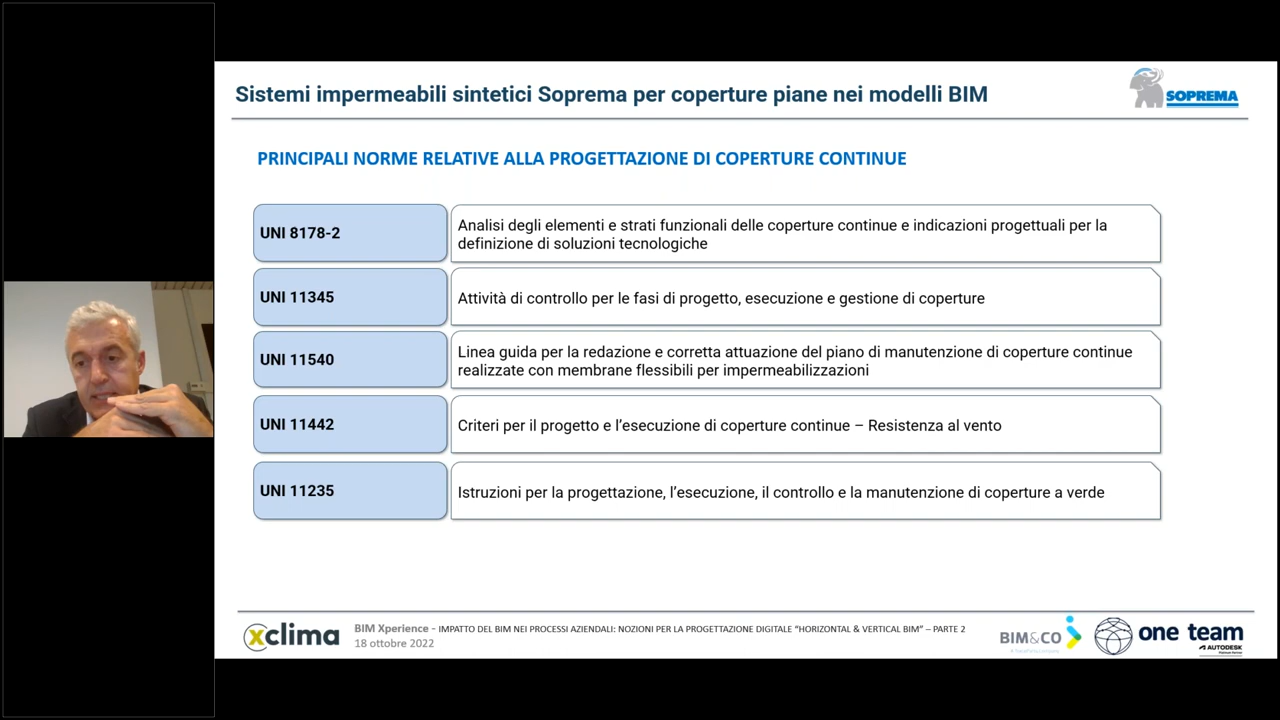 Sistemi impermeabili sintetici Soprema per coperture piane nei modelli BIM
SOPREMA
PRINCIPALI NORME RELATIVE ALLA PROGETTAZIONE DI COPERTURE CONTINUE
UNI 8178-2
Analisi degli elementi e strati funzionali delle coperture continue e indicazioni progettuali per la
definizione di soluzioni tecnologiche
UNI 11345
Attività di controllo per le fasi di progetto, esecuzione e gestione di coperture
UNI 11540
Linea guida per la redazione e corretta attuazione del piano di manutenzione di coperture continue
realizzate con membrane flessibili per impermeabilizzazioni
UNI 11442
Criteri per il progetto e l’esecuzione di coperture continue – Resistenza al vento
UNI 11235
Istruzioni per la progettazione, l’esecuzione, il controllo e la manutenzione di coperture a verde
xclima
BIM Xperience – IMPATTO DEL BIM NEI PROCESSI AZIENDALI: NOZIONI PER LA PROGETTAZIONE DIGITALE “HORIZONTAL & VERTICAL BIM” – PARTE 2
18 ottobre 2022
BIM&CO
one team
AUTODESK